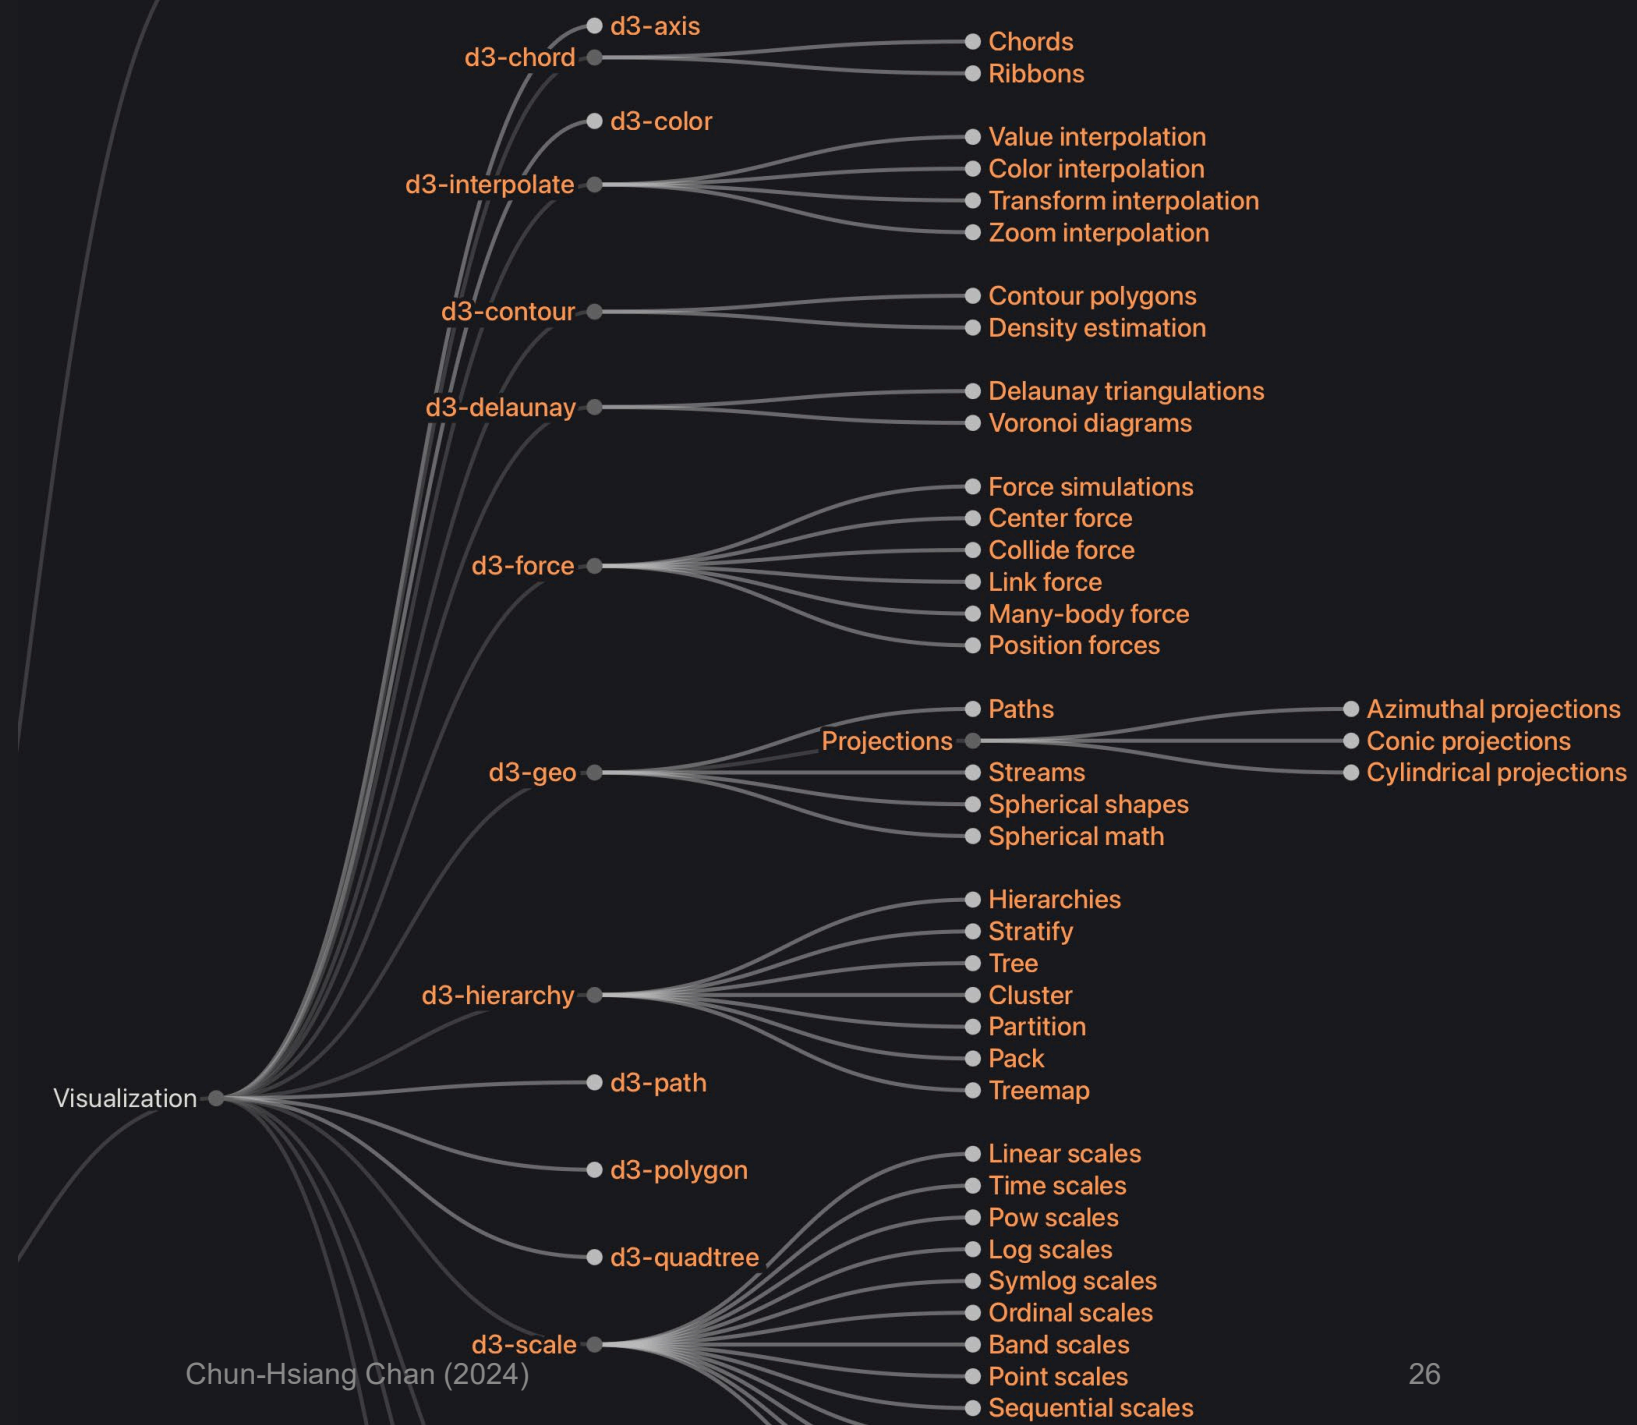 d3-axis
d3-chord
Chords
Ribbons
d3-color
d3-interpolate
Value interpolation
Color interpolation
Transform interpolation
Zoom interpolation
d3-contour
Contour polygons
Density estimation
d3-delaunay
Delaunay triangulations
Voronoi diagrams
d3-force
Force simulations
Center force
Collide force
Link force
Many-body force
Position forces
d3-geo
Paths
Projections
Azimuthal projections
Conic projections
Cylindrical projections
Streams
Spherical shapes
Spherical math
d3-hierarchy
Hierarchies
Stratify
Tree
Cluster
Partition
Pack
Treemap
Visualization
d3-path
d3-polygon
d3-quadtree
d3-scale
Linear scales
Time scales
Pow scales
Log scales
Symlog scales
Ordinal scales
Band scales
Point scales
Sequential scales
Chun-Hsiang Chan (2024)
26